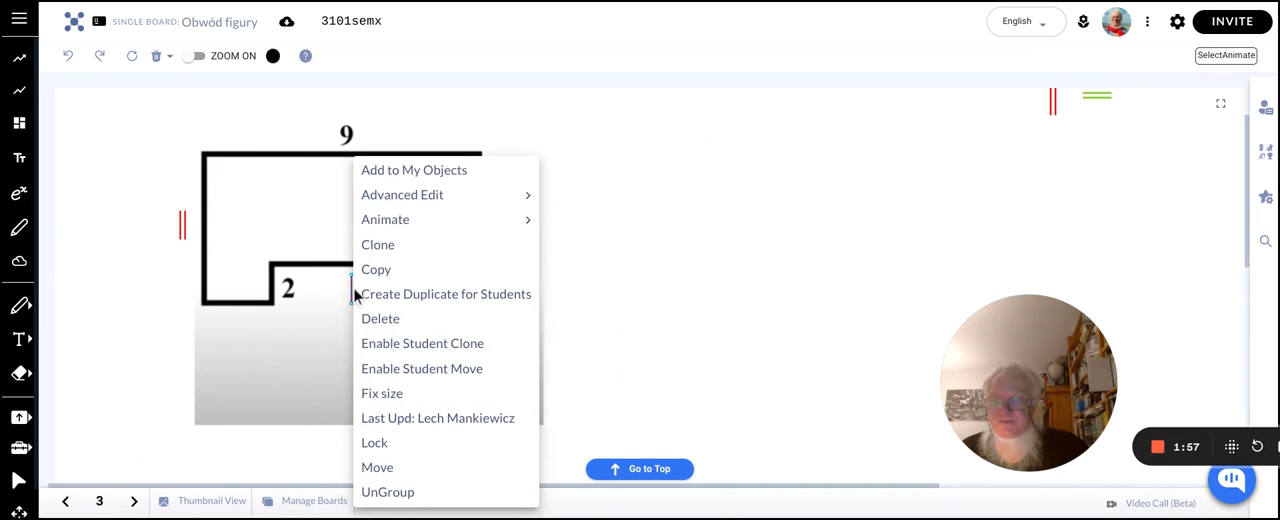 SINGLE BOARD: Obwód figury
3101semx
English
INVITE
ZOOM ON
SelectAnimate
9
2
Add to My Objects
Advanced Edit
Animate
Clone
Copy
Create Duplicate for Students
Delete
Enable Student Clone
Enable Student Move
Fix size
Last Upd: Lech Mankiewicz
Lock
Move
UnGroup
1:57
Go to Top
3
Thumbnail View
Manage Boards
Video Call (Beta)